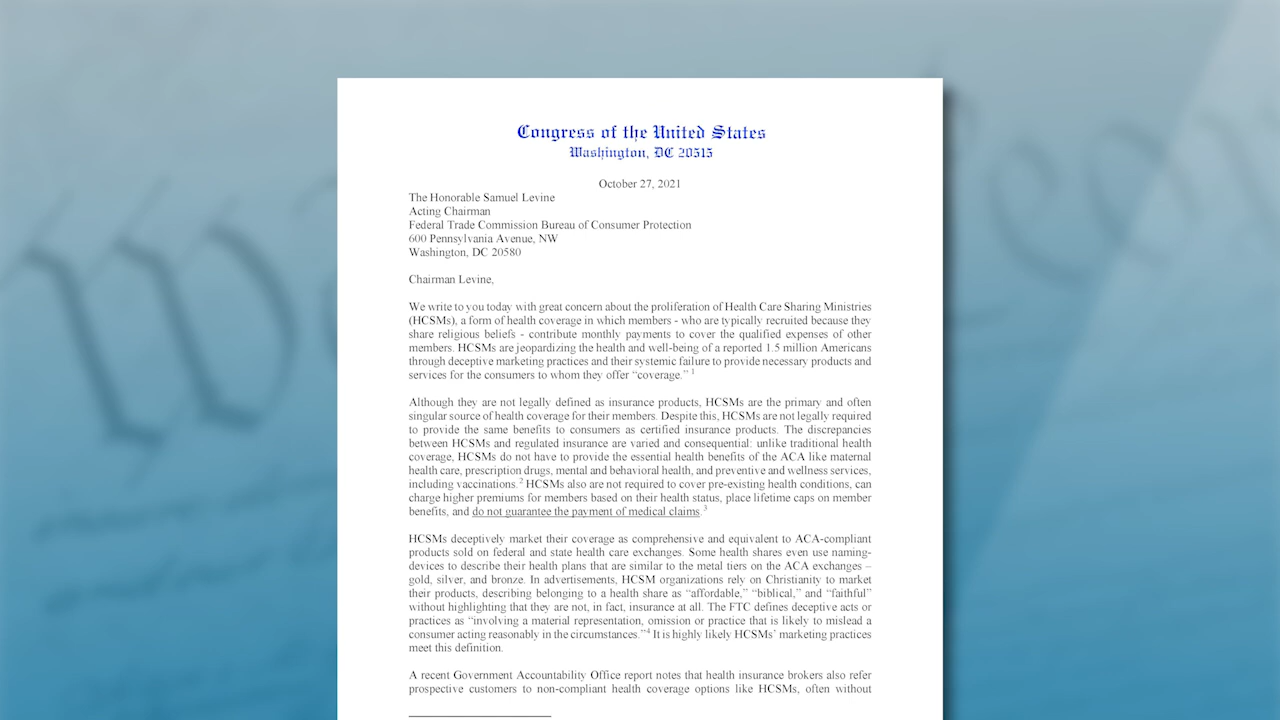 Congress of the United States
Washington, DC 20515
October 27, 2021
The Honorable Samuel Levine
Acting Chairman
Federal Trade Commission Bureau of Consumer Protection
600 Pennsylvania Avenue, NW
Washington, DC 20580
Chairman Levine,
We write to you today with great concern about the proliferation of Health Care Sharing Ministries
(HCSMs), a form of health coverage in which members - who are typically recruited because they
share religious beliefs - contribute monthly payments to cover the qualified expenses of other
members. HCSMs are jeopardizing the health and well-being of a reported 1.5 million Americans
through deceptive marketing practices and their systemic failure to provide necessary products and
services for the consumers to whom they offer “coverage.” 1
Although they are not legally defined as insurance products, HCSMs are the primary and often
singular source of health coverage for their members. Despite this, HCSMs are not legally required
to provide the same benefits to consumers as certified insurance products. The discrepancies
between HCSMs and regulated insurance are varied and consequential: unlike traditional health
coverage, HCSMs do not have to provide the essential health benefits of the ACA like maternal
health care, prescription drugs, mental and behavioral health, and preventive and wellness services,
including vaccinations.2 HCSMs also are not required to cover pre-existing health conditions, can
charge higher premiums for members based on their health status, place lifetime caps on member
benefits, and do not guarantee the payment of medical claims.3
HCSMs deceptively market their coverage as comprehensive and equivalent to ACA-compliant
products sold on federal and state health care exchanges. Some health shares even use naming-
devices to describe their health plans that are similar to the metal tiers on the ACA exchanges –
gold, silver, and bronze. In advertisements, HCSM organizations rely on Christianity to market
their products, describing belonging to a health share as “affordable,” “biblical,” and “faithful”
without highlighting that they are not, in fact, insurance at all. The FTC defines deceptive acts or
practices as “involving a material representation, omission or practice that is likely to mislead a
consumer acting reasonably in the circumstances.”4 It is highly likely HCSMs’ marketing practices
meet this definition.
A recent Government Accountability Office report notes that health insurance brokers also refer
prospective customers to non-compliant health coverage options like HCSMs, often without